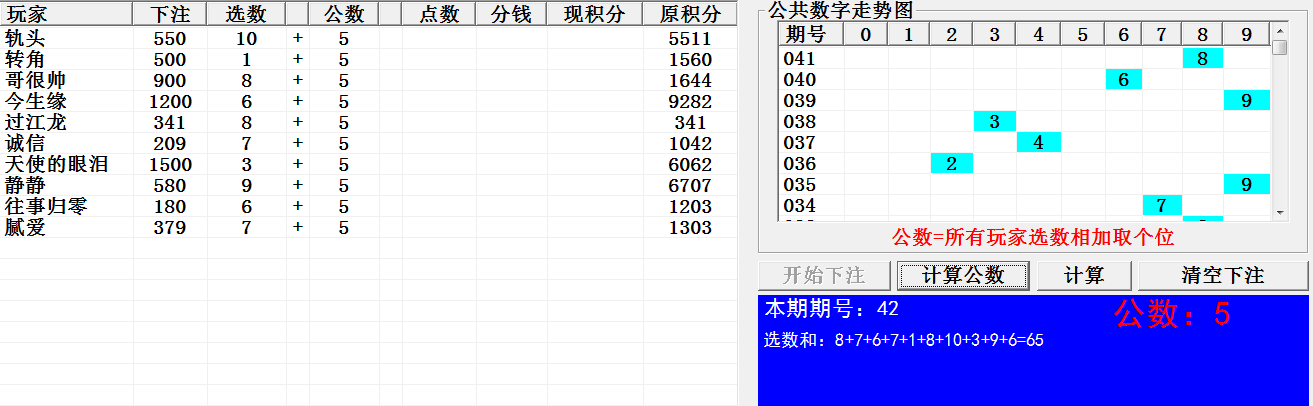 玩家 下注 选数 公数 点数 分钱 现积分 原积分
轨头 550 10 + 5 5511
转角 500 1 + 5 1560
哥很帅 900 8 + 5 1644
今生缘 1200 6 + 5 9282
过江龙 341 8 + 5 341
诚信 209 7 + 5 1042
天使的眼泪 1500 3 + 5 6062
静静 580 9 + 5 6707
往事归零 180 6 + 5 1203
腻爱 379 7 + 5 1303
公共数字走势图
期号 0 1 2 3 4 5 6 7 8 9
041 8
040 6
039 9
038 3
037 4
036 2
035 9
034 7
公数=所有玩家选数相加取个位
开始下注 计算公数 计算 清空下注
本期期号：42 公数：5
选数和：8+7+6+7+1+8+10+3+9+6=65